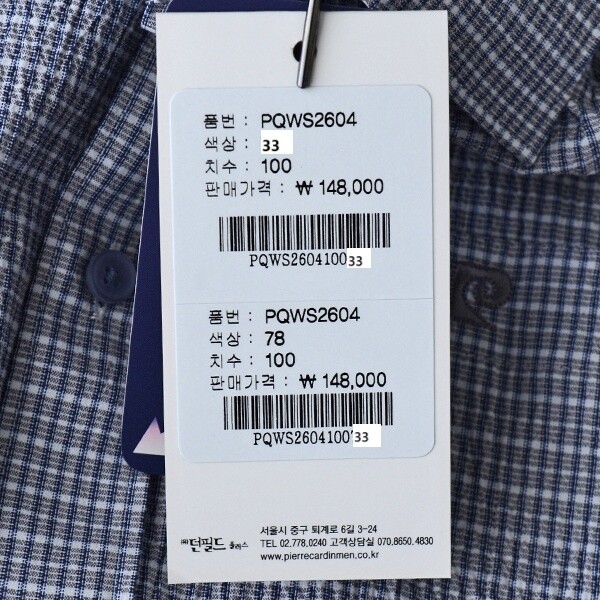 품번 : PQWS2604
색상 : 33
치수 : 100
판매가격 : ₩ 148,000
PQWS260410033
품번 : PQWS2604
색상 : 78
치수 : 100
판매가격 : ₩ 148,000
PQWS260410033
서울시 중구 퇴계로 6길 3-24
㈜던필드 플러스 TEL 02.778.0240 고객상담실 070.8650.4830
www.pierrecardinmen.co.kr